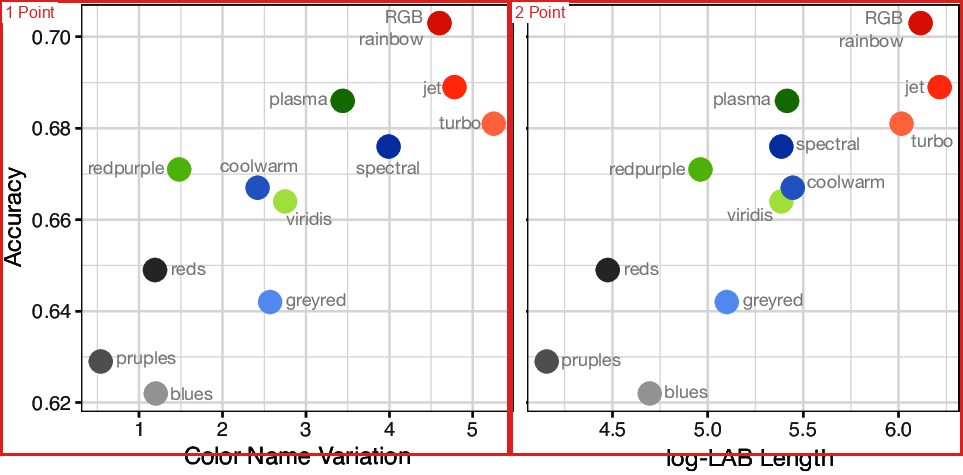 1 Point
0.70
0.68
0.66
0.64
0.62
Accuracy
RGB
rainbow
jet
plasma
turbo
spectral
redpurple
coolwarm
viridis
reds
greyred
pruples
blues
1 2 3 4 5
Color Name Variation
2 Point
RGB
rainbow
jet
plasma
turbo
spectral
redpurple
coolwarm
viridis
reds
greyred
pruples
blues
4.5 5.0 5.5 6.0
log-LAB Length